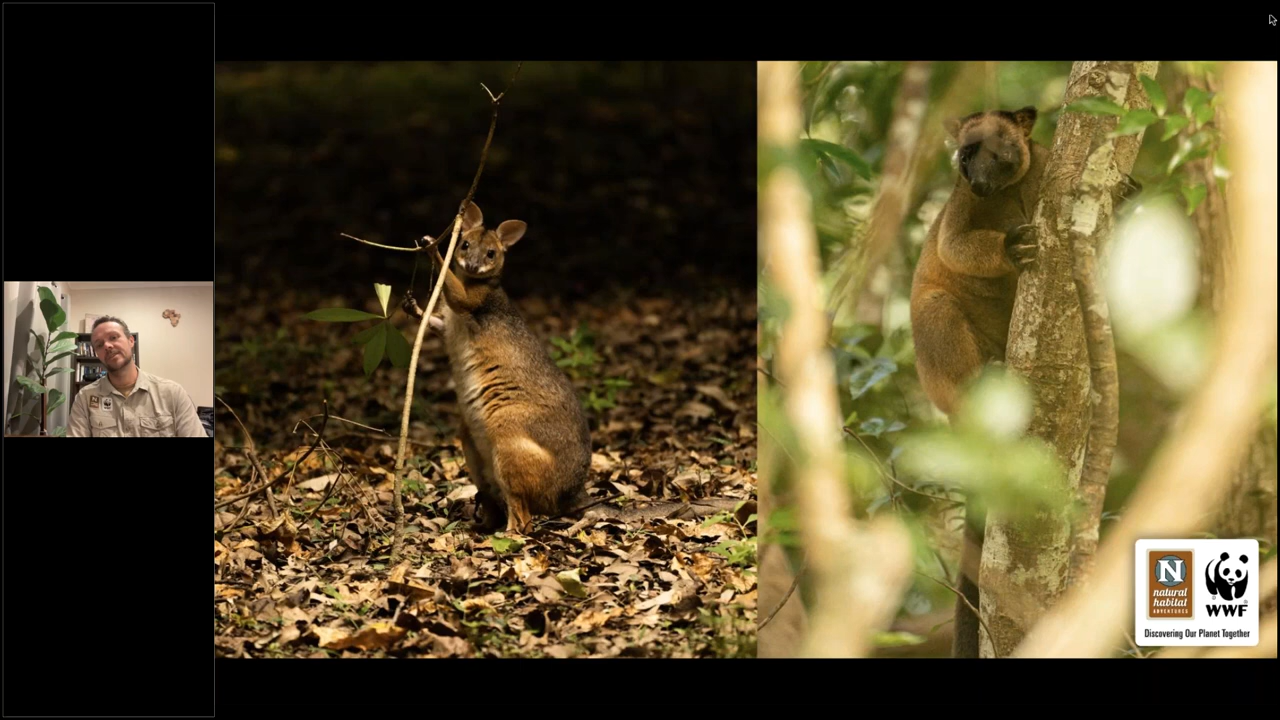 N
natural
habitat
ADVENTURES
WWF
Discovering Our Planet Together